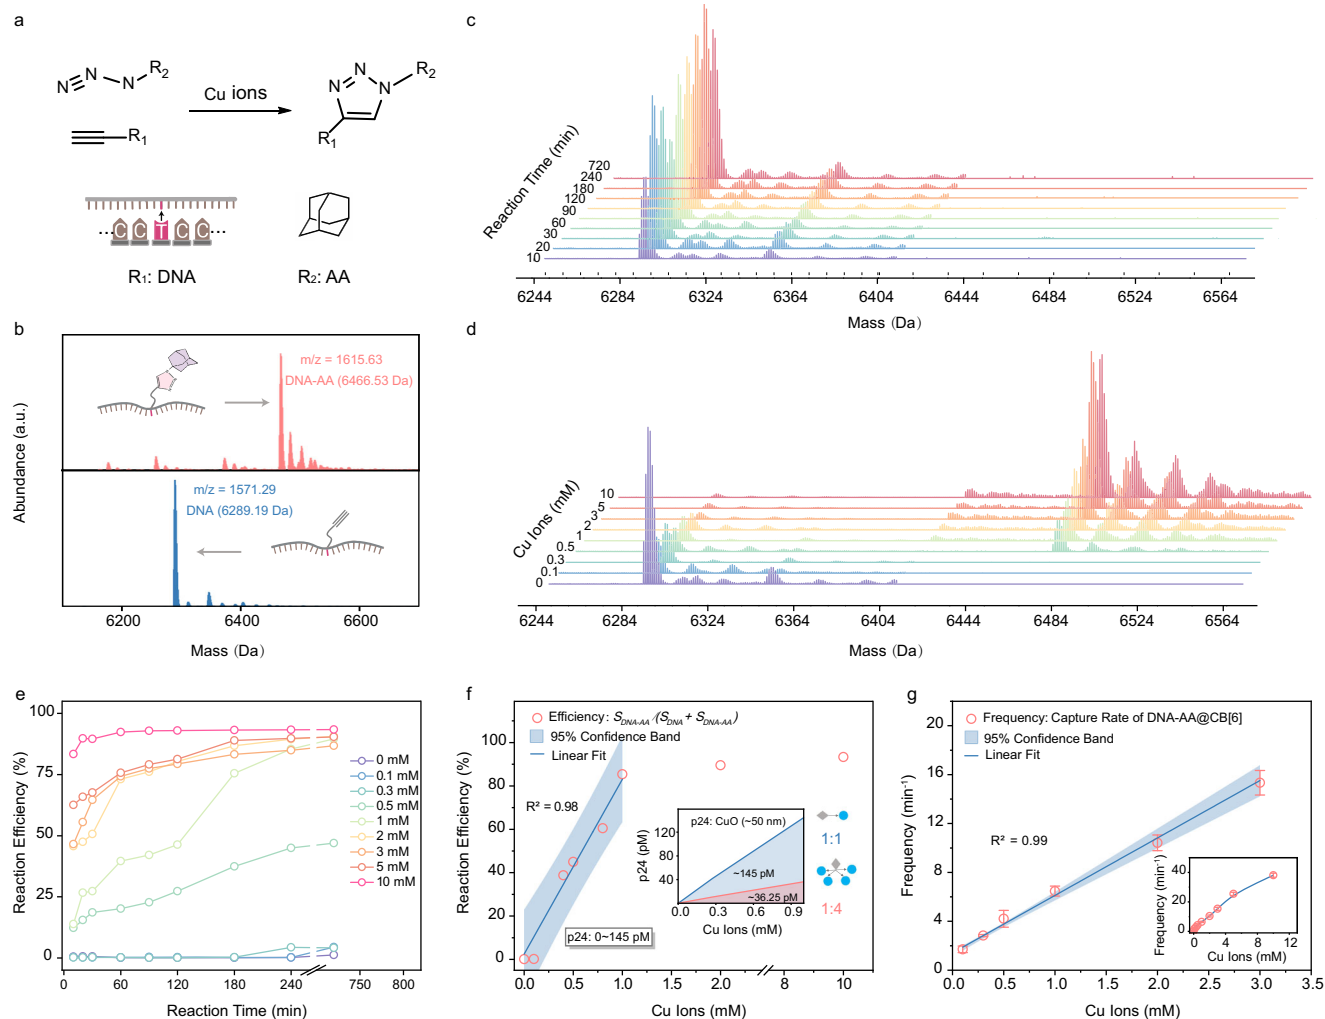 a
N
N
N
R2
R1
Cu ions
N
N
N
R2
R1
...
C
C
T
C
C
...
R1: DNA
R2: AA
b
m/z = 1615.63
DNA-AA (6466.53 Da)
m/z = 1571.29
DNA (6289.19 Da)
Abundance (a.u.)
6200
6400
6600
Mass (Da)
c
Reaction Time (min)
720
240
180
120
90
60
30
20
10
6244
6284
6324
6364
6404
6444
6484
6524
6564
Mass (Da)
d
Cu Ions (mM)
10
5
3
2
1
0.5
0.3
0.1
0
6244
6284
6324
6364
6404
6444
6484
6524
6564
Mass (Da)
e
Reaction Efficiency (%)
100
75
50
25
0
0 mM
0.1 mM
0.3 mM
0.5 mM
1 mM
2 mM
3 mM
5 mM
10 mM
0
60
120
180
240
750
800
Reaction Time (min)
f
Efficiency: SDNA-AA/(SDNA + SDNA-AA)
95% Confidence Band
Linear Fit
Reaction Efficiency (%)
100
80
60
40
20
0
R² = 0.98
p24: CuO (~50 nm)
p24 (pM)
120
60
0
~145 pM
~36.25 pM
0.0
0.3
0.6
0.9
Cu Ions (mM)
1:1
1:4
p24: 0~145 pM
0.0
0.5
1.0
1.5
2.0
8
10
Cu Ions (mM)
g
Frequency: Capture Rate of DNA-AA@CB[6]
95% Confidence Band
Linear Fit
Frequency (min-1)
20
16
12
8
4
0
R² = 0.99
Frequency (min-1)
40
20
0
0
4
8
12
Cu Ions (mM)
0.0
0.5
1.0
1.5
2.0
2.5
3.0
3.5
Cu Ions (mM)